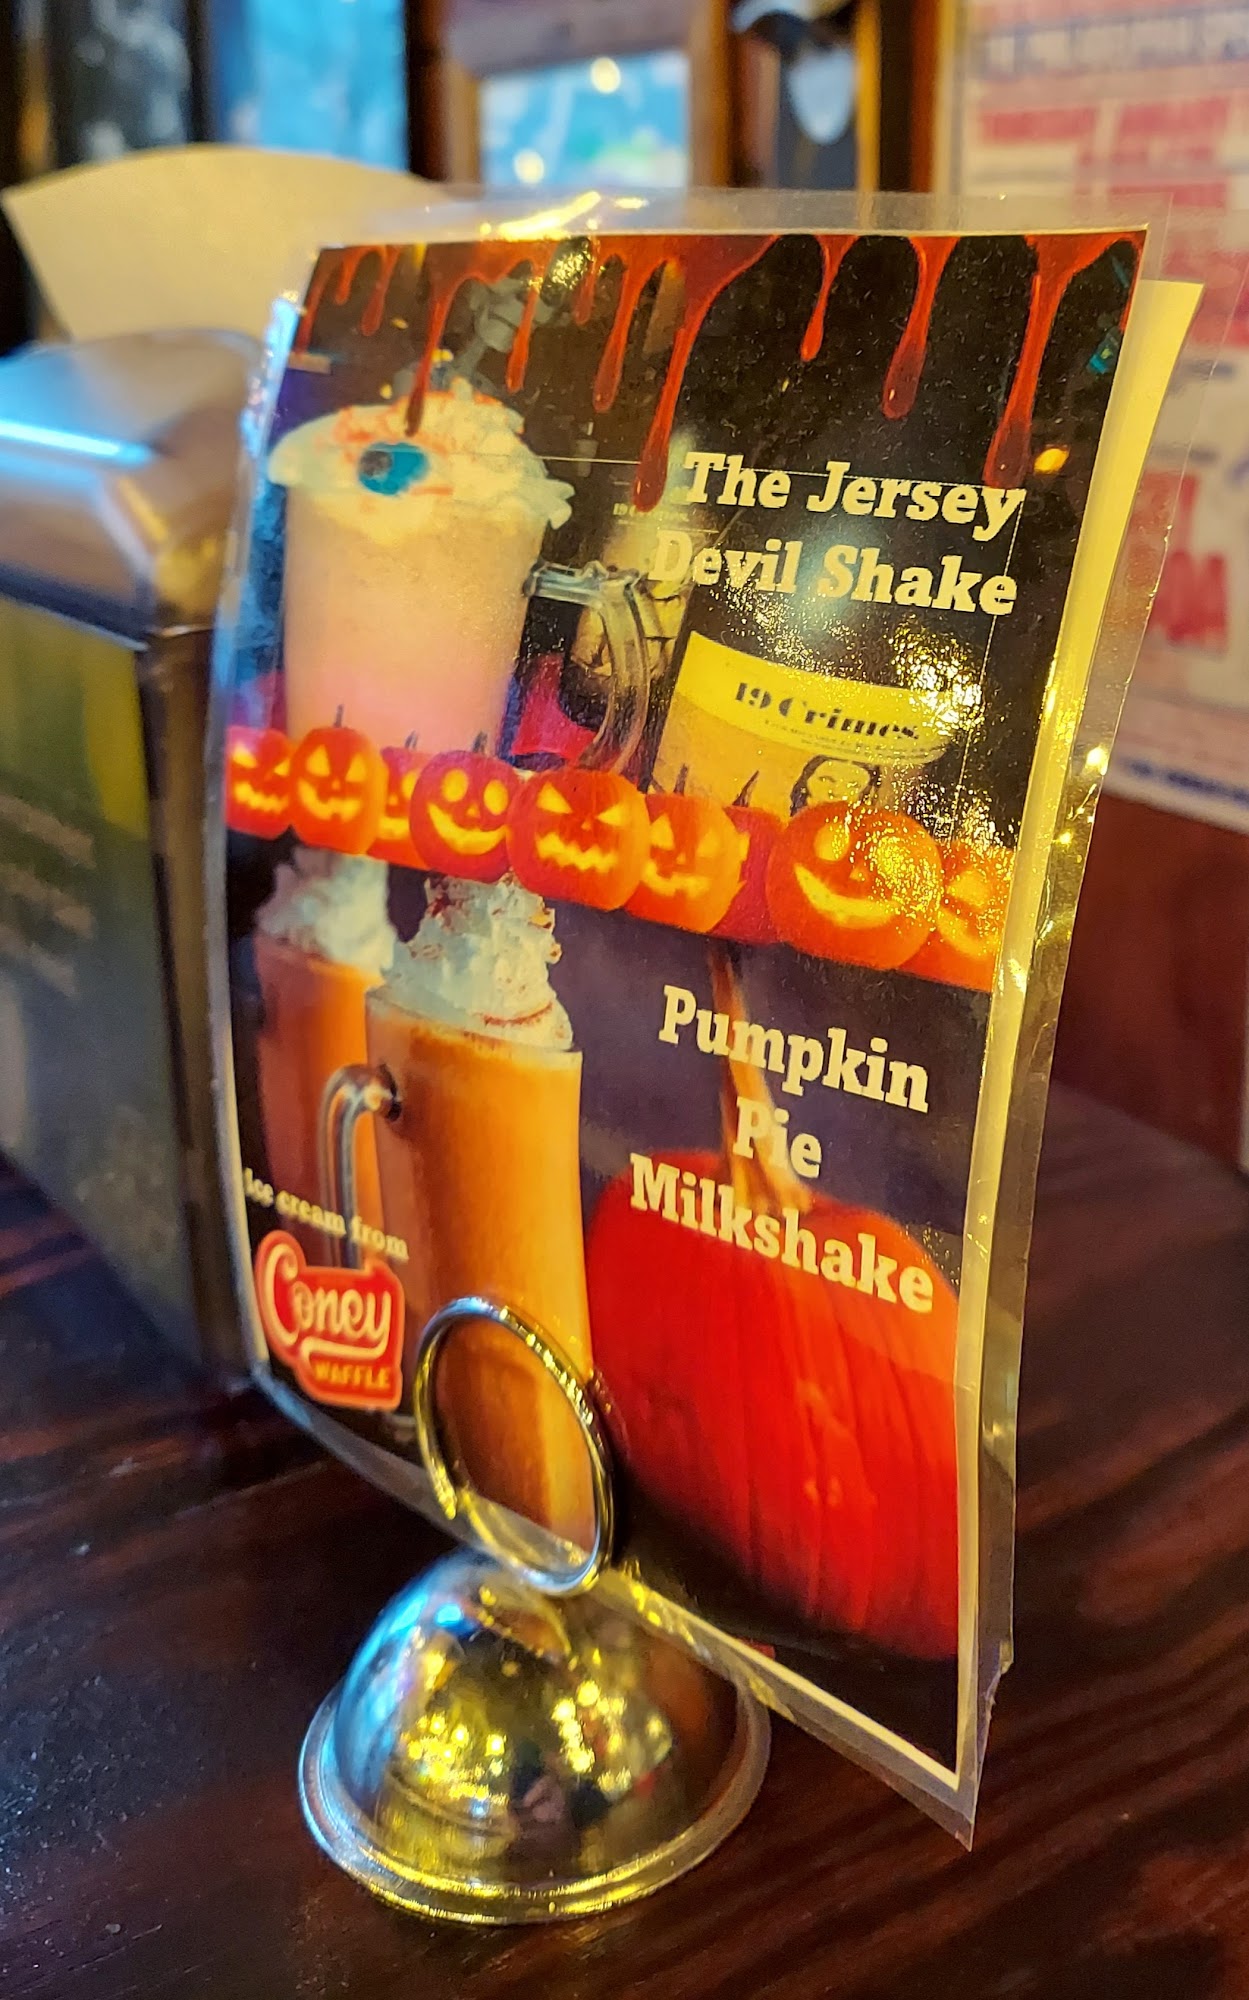 The Jersey
Devil Shake
19 Crimes
Pumpkin
Pie
Milkshake
ice cream from
Coney
WAFFLE